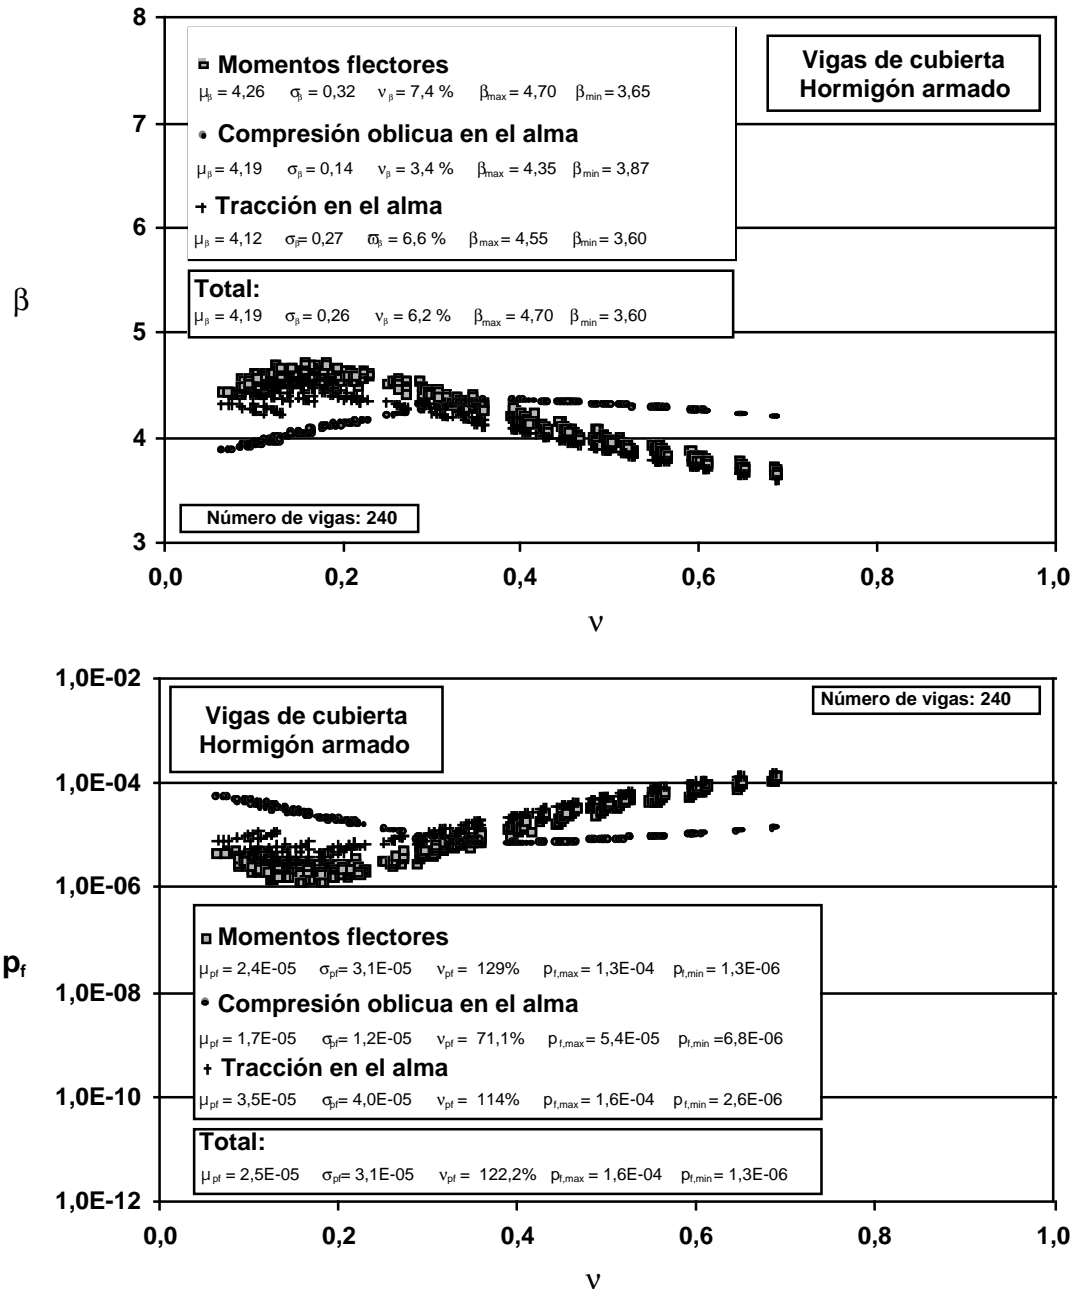 8
7
6
5
4
3
β
Momentos flectores
μβ = 4,26 σβ = 0,32 νβ = 7,4 % βmax = 4,70 βmin = 3,65
Compresión oblicua en el alma
μβ = 4,19 σβ = 0,14 νβ = 3,4 % βmax = 4,35 βmin = 3,87
Tracción en el alma
μβ = 4,12 σβ = 0,27 ϖβ = 6,6 % βmax = 4,55 βmin = 3,60
Total:
μβ = 4,19 σβ = 0,26 νβ = 6,2 % βmax = 4,70 βmin = 3,60
Vigas de cubierta
Hormigón armado
Número de vigas: 240
0,0 0,2 0,4 0,6 0,8 1,0
ν
1,0E-02
1,0E-04
1,0E-06
1,0E-08
1,0E-10
1,0E-12
pf
Vigas de cubierta
Hormigón armado
Número de vigas: 240
Momentos flectores
μpf = 2,4E-05 σpf = 3,1E-05 νpf = 129% pf,max = 1,3E-04 pf,min = 1,3E-06
Compresión oblicua en el alma
μpf = 1,7E-05 σpf = 1,2E-05 νpf = 71,1% pf,max = 5,4E-05 pf,min =6,8E-06
Tracción en el alma
μpf = 3,5E-05 σpf = 4,0E-05 νpf = 114% pf,max = 1,6E-04 pf,min = 2,6E-06
Total:
μpf = 2,5E-05 σpf = 3,1E-05 νpf = 122,2% pf,max = 1,6E-04 pf,min = 1,3E-06
0,0 0,2 0,4 0,6 0,8 1,0
ν